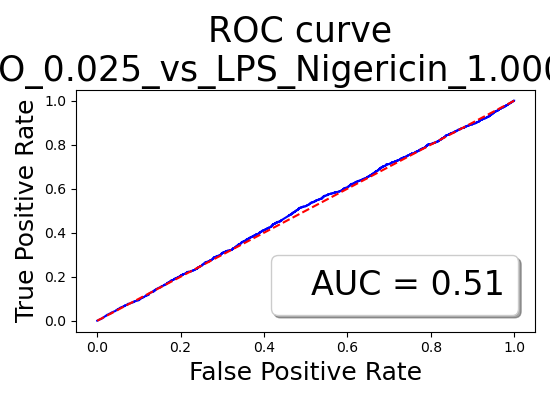 ROC curve
O_0.025_vs_LPS_Nigericin_1.000
True Positive Rate
1.0
0.8
0.6
0.4
0.2
0.0
AUC = 0.51
0.0 0.2 0.4 0.6 0.8 1.0
False Positive Rate